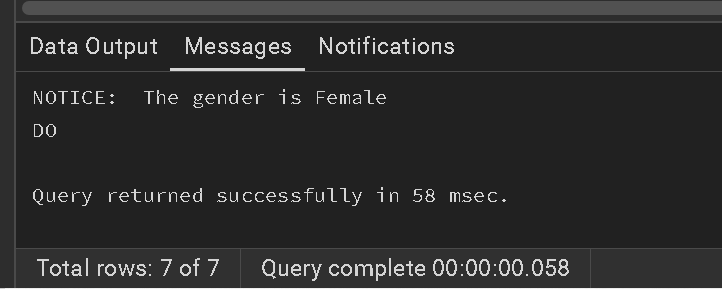 Data Output Messages Notifications
NOTICE:  The gender is Female
DO
Query returned successfully in 58 msec.
Total rows: 7 of 7 Query complete 00:00:00.058